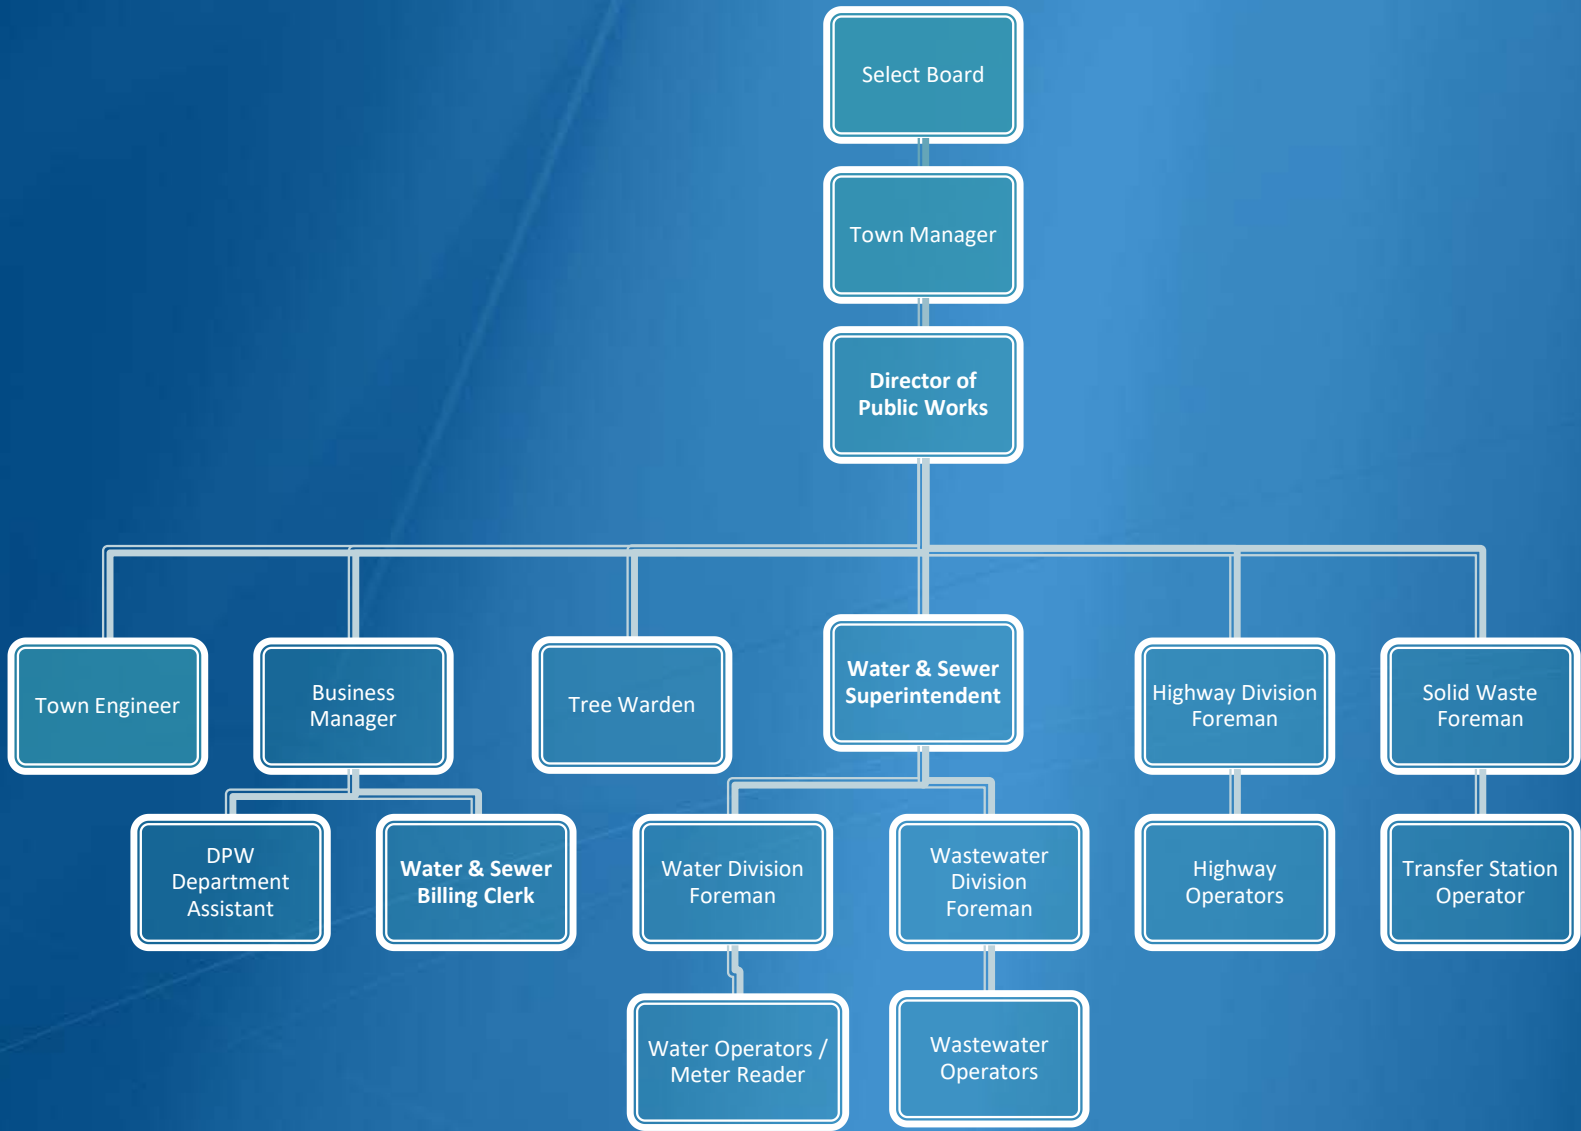 Select Board
Town Manager
Director of
Public Works
Town Engineer
Business
Manager
Tree Warden
Water & Sewer
Superintendent
Highway Division
Foreman
Solid Waste
Foreman
DPW
Department
Assistant
Water & Sewer
Billing Clerk
Water Division
Foreman
Wastewater
Division
Foreman
Highway
Operators
Transfer Station
Operator
Water Operators /
Meter Reader
Wastewater
Operators